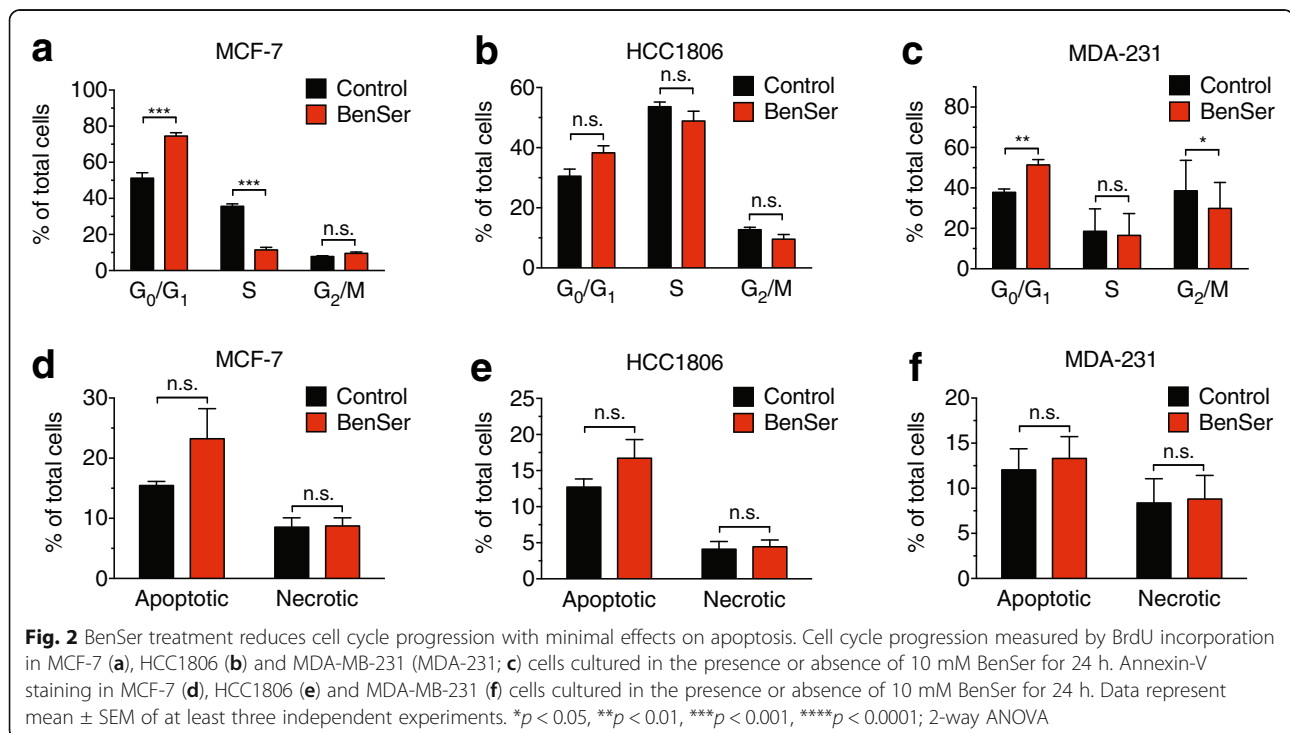 a
MCF-7
Control
BenSer
% of total cells
100
80
60
40
20
0
***
***
n.s.
G₀/G₁ S G₂/M
b
HCC1806
Control
BenSer
% of total cells
60
40
20
0
n.s.
n.s.
n.s.
G₀/G₁ S G₂/M
c
MDA-231
Control
BenSer
% of total cells
80
60
40
20
0
**
n.s.
*
G₀/G₁ S G₂/M
d
MCF-7
Control
BenSer
% of total cells
30
20
10
0
n.s.
n.s.
Apoptotic Necrotic
e
HCC1806
Control
BenSer
% of total cells
25
20
15
10
5
0
n.s.
n.s.
Apoptotic Necrotic
f
MDA-231
Control
BenSer
% of total cells
20
15
10
5
0
n.s.
n.s.
Apoptotic Necrotic
Fig. 2 BenSer treatment reduces cell cycle progression with minimal effects on apoptosis. Cell cycle progression measured by BrdU incorporation
in MCF-7 (a), HCC1806 (b) and MDA-MB-231 (MDA-231; c) cells cultured in the presence or absence of 10 mM BenSer for 24 h. Annexin-V
staining in MCF-7 (d), HCC1806 (e) and MDA-MB-231 (f) cells cultured in the presence or absence of 10 mM BenSer for 24 h. Data represent
mean ± SEM of at least three independent experiments. *p < 0.05, **p < 0.01, ***p < 0.001, ****p < 0.0001; 2-way ANOVA